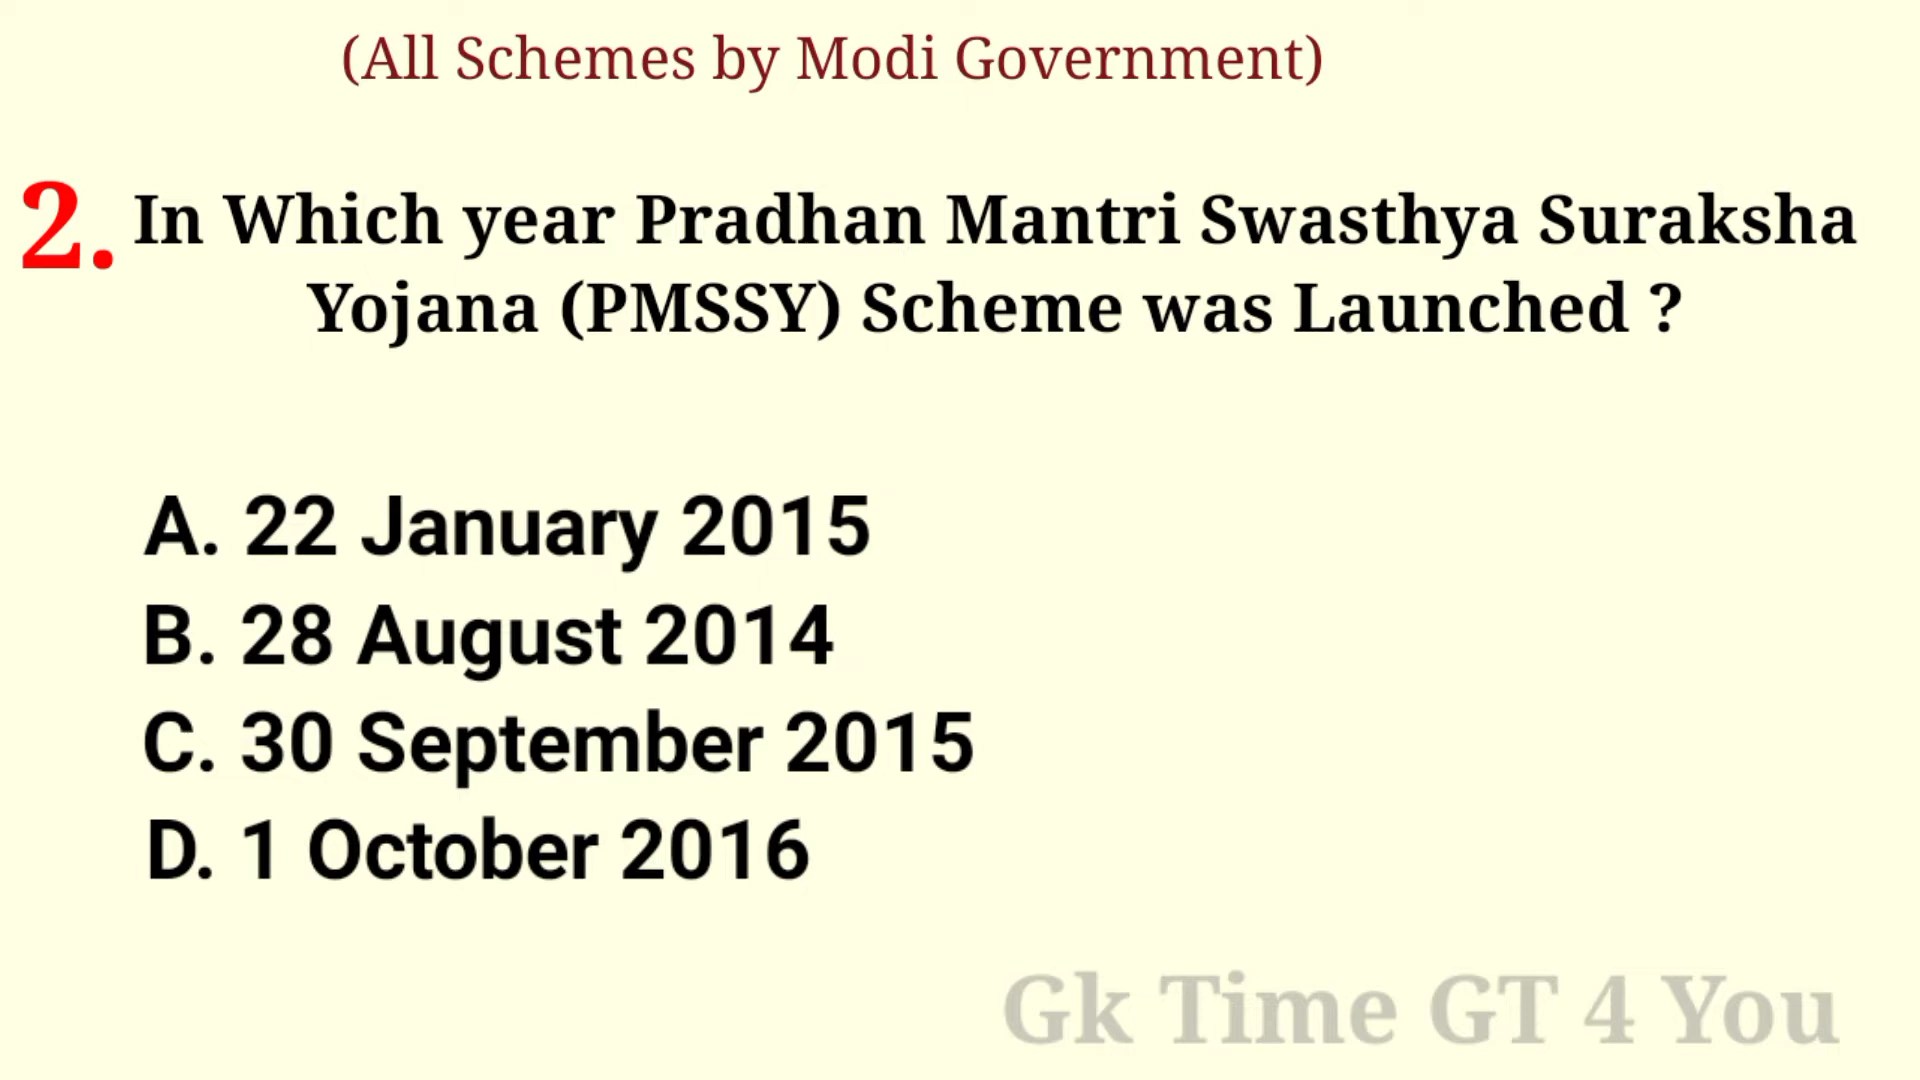 (All Schemes by Modi Government)
2. In Which year Pradhan Mantri Swasthya Suraksha
Yojana (PMSSY) Scheme was Launched ?
A. 22 January 2015
B. 28 August 2014
C. 30 September 2015
D. 1 October 2016
Gk Time GT 4 You